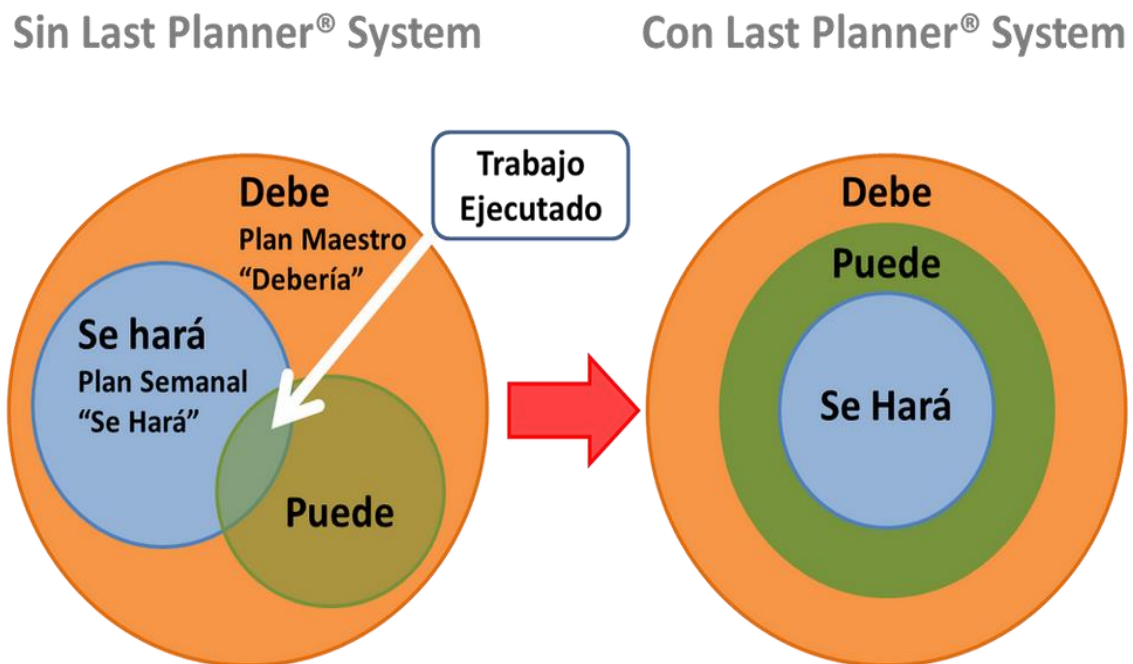 Sin Last Planner® System
Con Last Planner® System
Trabajo
Ejecutado
Debe
Plan Maestro
“Debería”
Se hará
Plan Semanal
“Se Hará”
Puede
Debe
Puede
Se Hará